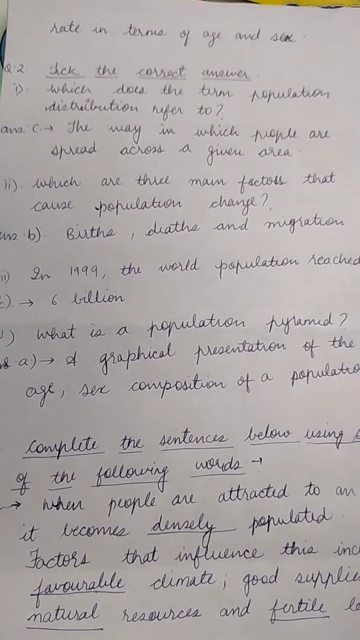 rate in terms of age and sex.
Q.2 Tick the correct answer
i). which does the term population
distribution refer to?
ans C. → The way in which people are
spread across a given area.
ii). which are three main factors that
cause population change?
ans. b) Births, deaths and migration
ii) In 1999, the world population reached
c). → 6 billion
) what is a population pyramid?
a) → A graphical presentation of the
age, sex composition of a populatio
Complete the sentences below using
of the following words →
→ when people are attracted to an
it becomes densely populated.
Factors that influence this inc
favourable climate; good supplie
natural resources and fertile